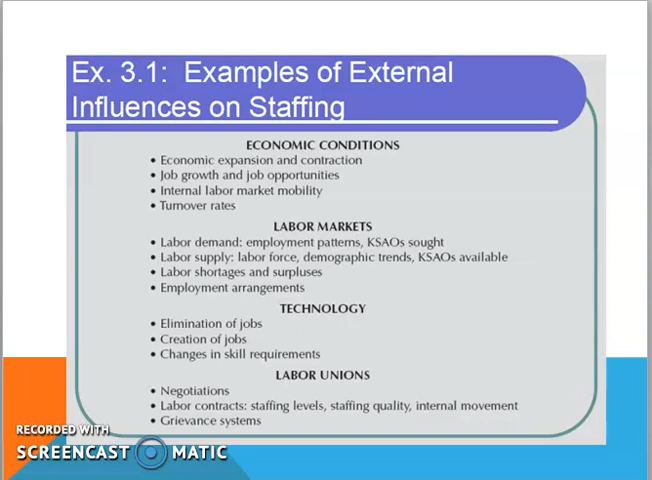 Ex. 3.1: Examples of External
Influences on Staffing
ECONOMIC CONDITIONS
• Economic expansion and contraction
• Job growth and job opportunities
• Internal labor market mobility
• Turnover rates
LABOR MARKETS
• Labor demand: employment patterns, KSAOs sought
• Labor supply: labor force, demographic trends, KSAOs available
• Labor shortages and surpluses
• Employment arrangements
TECHNOLOGY
• Elimination of jobs
• Creation of jobs
• Changes in skill requirements
LABOR UNIONS
• Negotiations
• Labor contracts: staffing levels, staffing quality, internal movement
• Grievance systems
RECORDED WITH
SCREENCAST MATIC